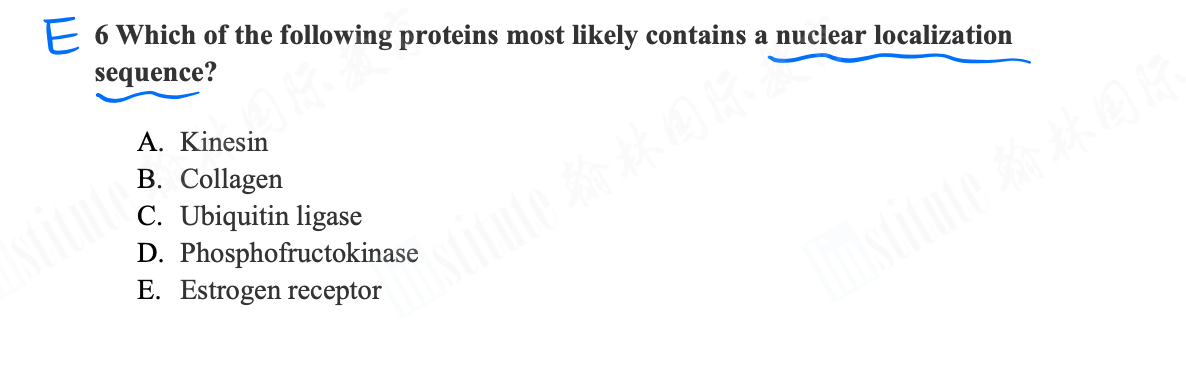 E 6 Which of the following proteins most likely contains a nuclear localization
sequence?
A. Kinesin
B. Collagen
C. Ubiquitin ligase
D. Phosphofructokinase
E. Estrogen receptor